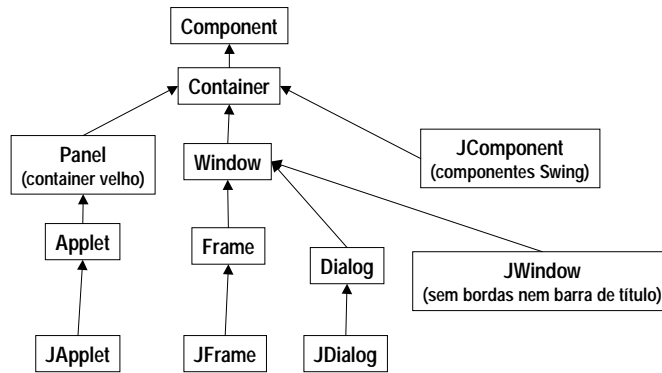 Component
Container
Panel
(container velho)
Window
JComponent
(componentes Swing)
Applet
Frame
Dialog
JWindow
(sem bordas nem barra de título)
JApplet
JFrame
JDialog